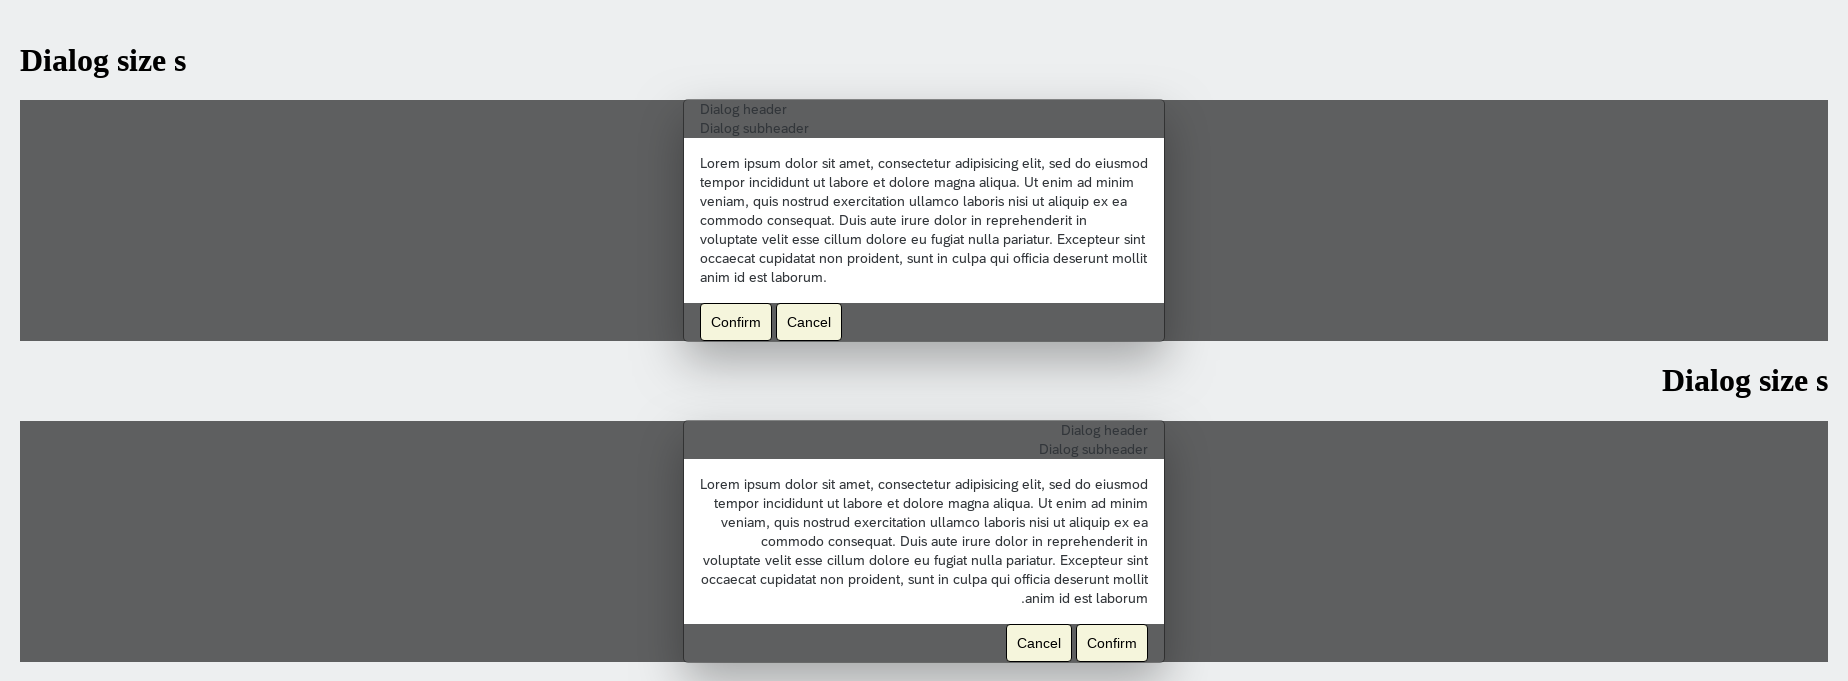 Dialog size s
Dialog header
Dialog subheader
Lorem ipsum dolor sit amet, consectetur adipisicing elit, sed do eiusmod
tempor incididunt ut labore et dolore magna aliqua. Ut enim ad minim
veniam, quis nostrud exercitation ullamco laboris nisi ut aliquip ex ea
commodo consequat. Duis aute irure dolor in reprehenderit in
voluptate velit esse cillum dolore eu fugiat nulla pariatur. Excepteur sint
occaecat cupidatat non proident, sunt in culpa qui officia deserunt mollit
anim id est laborum.
Confirm Cancel
Dialog size s
Dialog header
Dialog subheader
Lorem ipsum dolor sit amet, consectetur adipisicing elit, sed do eiusmod
tempor incididunt ut labore et dolore magna aliqua. Ut enim ad minim
veniam, quis nostrud exercitation ullamco laboris nisi ut aliquip ex ea
commodo consequat. Duis aute irure dolor in reprehenderit in
voluptate velit esse cillum dolore eu fugiat nulla pariatur. Excepteur sint
occaecat cupidatat non proident, sunt in culpa qui officia deserunt mollit
.anim id est laborum
Cancel Confirm